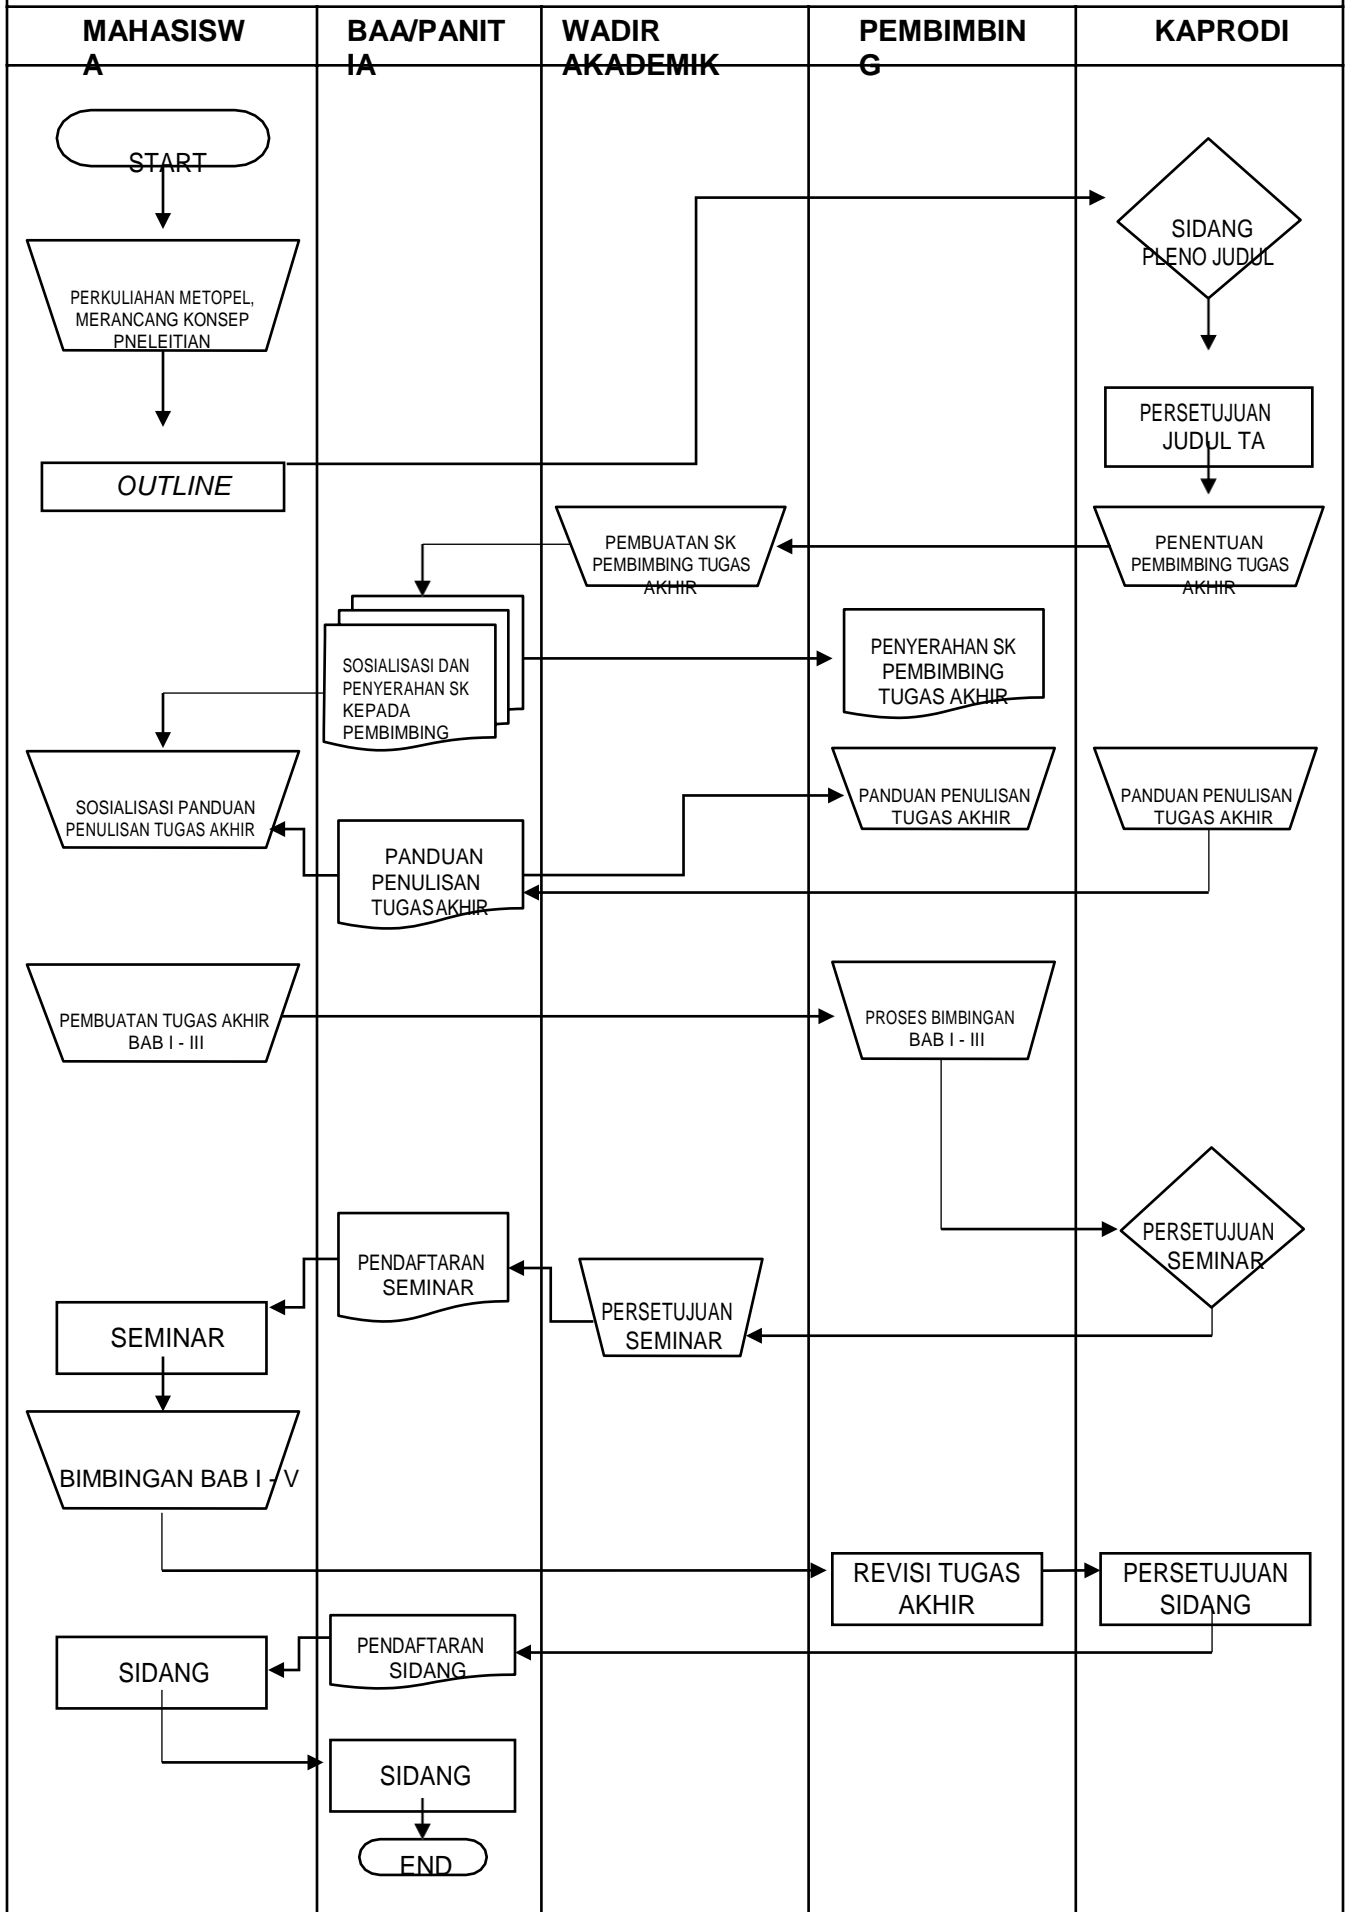 MAHASISW
A
BAA/PANIT
IA
WADIR
AKADEMIK
PEMBIMBIN
G
KAPRODI
START
SIDANG
PLENO JUDUL
PERKULIAHAN METOPEL,
MERANCANG KONSEP
PNELEITIAN
PERSETUJUAN
JUDUL TA
OUTLINE
PEMBUATAN SK
PEMBIMBING TUGAS
AKHIR
PENENTUAN
PEMBIMBING TUGAS
AKHIR
SOSIALISASI DAN
PENYERAHAN SK
KEPADA
PEMBIMBING
PENYERAHAN SK
PEMBIMBING
TUGAS AKHIR
SOSIALISASI PANDUAN
PENULISAN TUGAS AKHIR
PANDUAN
PENULISAN
TUGAS AKHIR
PANDUAN PENULISAN
TUGAS AKHIR
PANDUAN PENULISAN
TUGAS AKHIR
PEMBUATAN TUGAS AKHIR
BAB I - III
PROSES BIMBINGAN
BAB I - III
PERSETUJUAN
SEMINAR
PENDAFTARAN
SEMINAR
PERSETUJUAN
SEMINAR
SEMINAR
BIMBINGAN BAB I - V
REVISI TUGAS
AKHIR
PERSETUJUAN
SIDANG
PENDAFTARAN
SIDANG
SIDANG
SIDANG
END